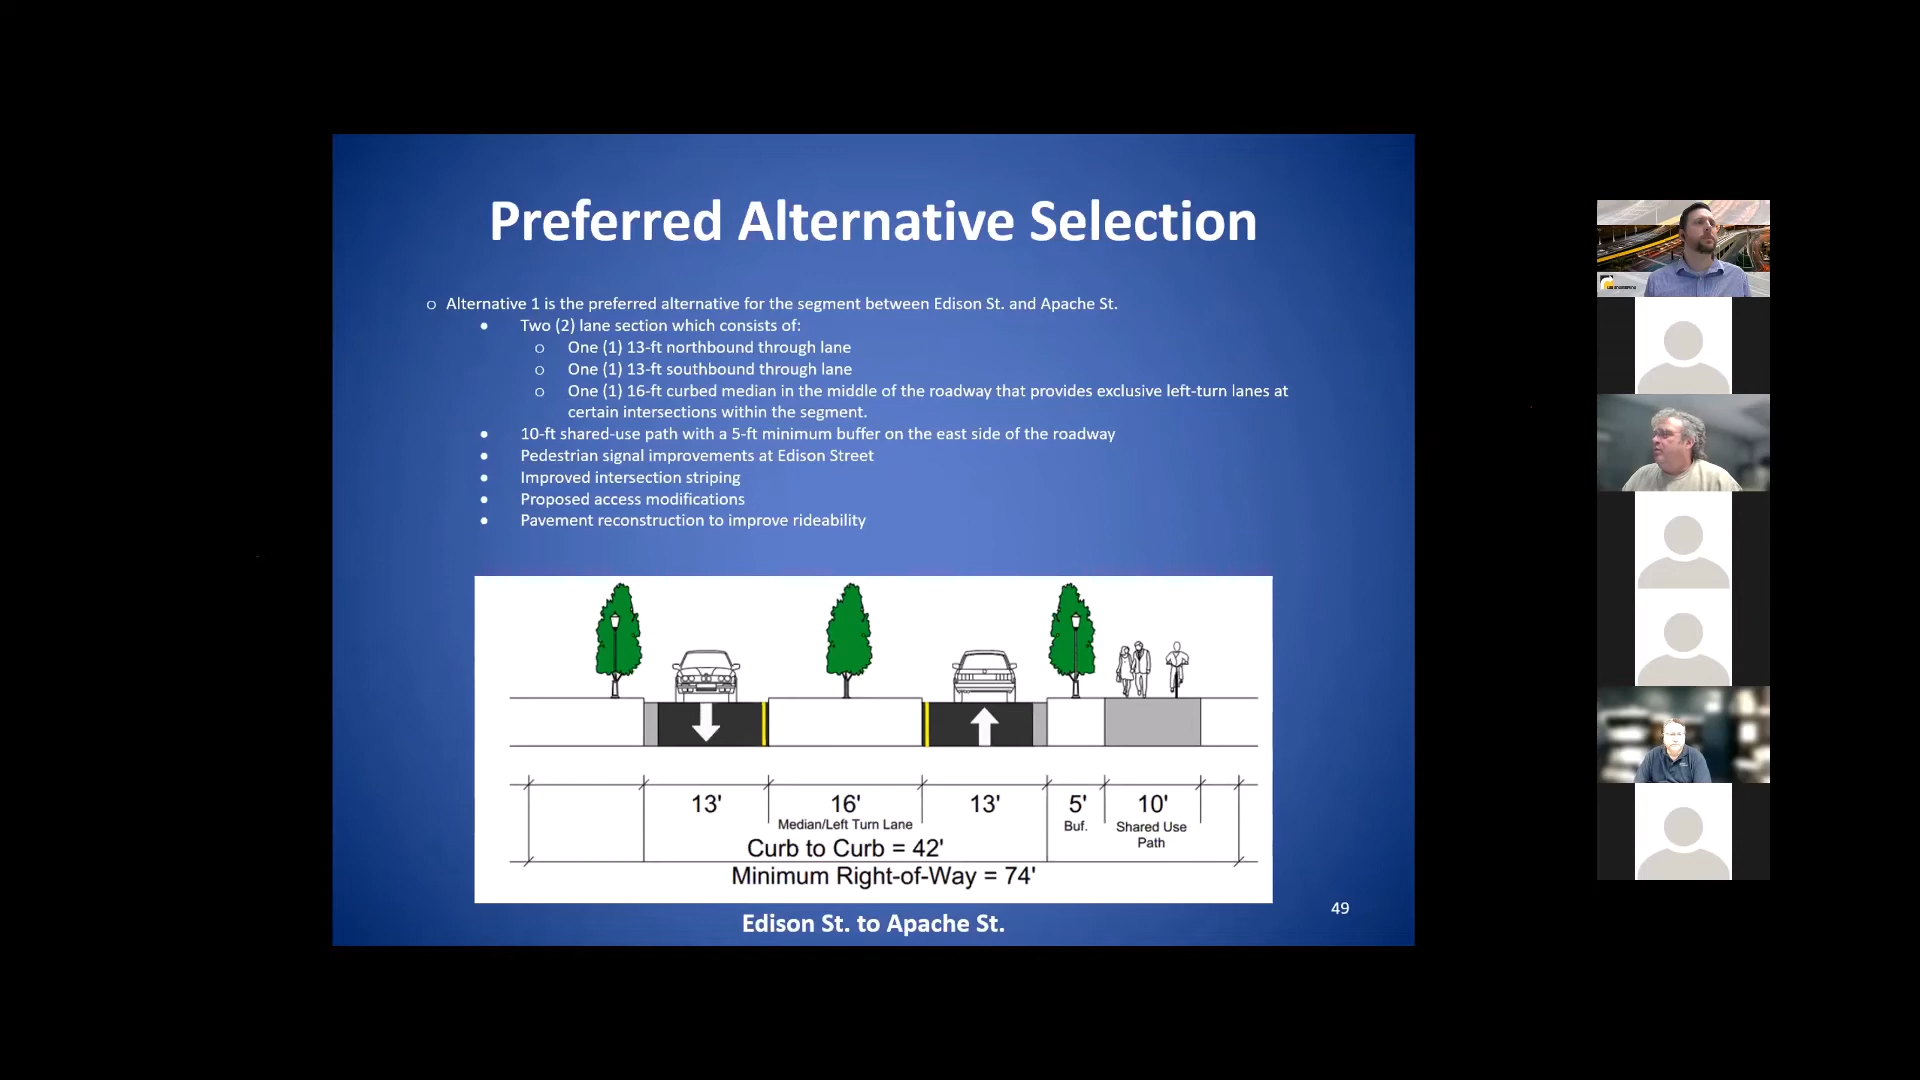 Preferred Alternative Selection
o Alternative 1 is the preferred alternative for the segment between Edison St. and Apache St.
• Two (2) lane section which consists of:
o One (1) 13-ft northbound through lane
o One (1) 13-ft southbound through lane
o One (1) 16-ft curbed median in the middle of the roadway that provides exclusive left-turn lanes at
certain intersections within the segment.
• 10-ft shared-use path with a 5-ft minimum buffer on the east side of the roadway
• Pedestrian signal improvements at Edison Street
• Improved intersection striping
• Proposed access modifications
• Pavement reconstruction to improve rideability
13' 16' 13' 5' 10'
Median/Left Turn Lane Buf. Shared Use
Path
Curb to Curb = 42'
Minimum Right-of-Way = 74'
49
Edison St. to Apache St.